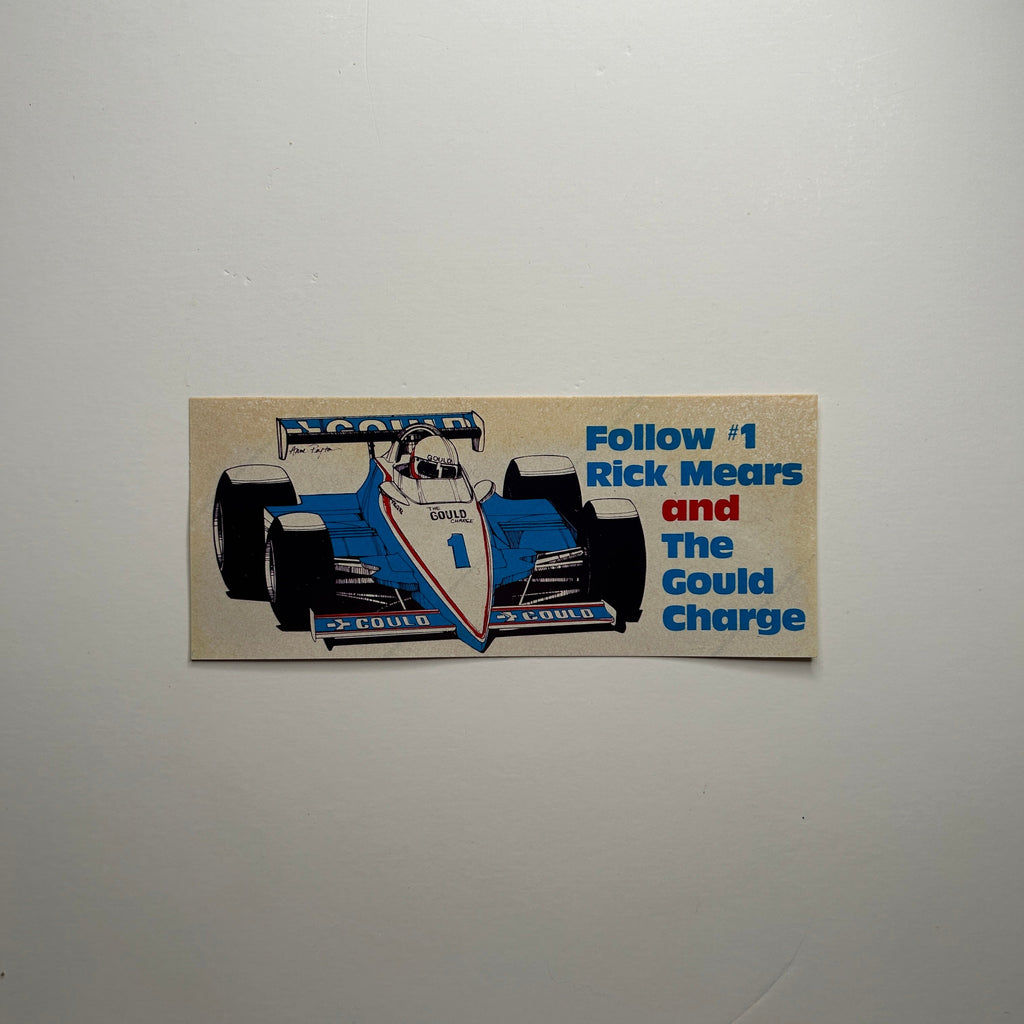 GOULD
GOULD
THE
GOULD
CHARGE
1
GOULD
GOULD
Follow #1
Rick Mears
and
The
Gould
Charge